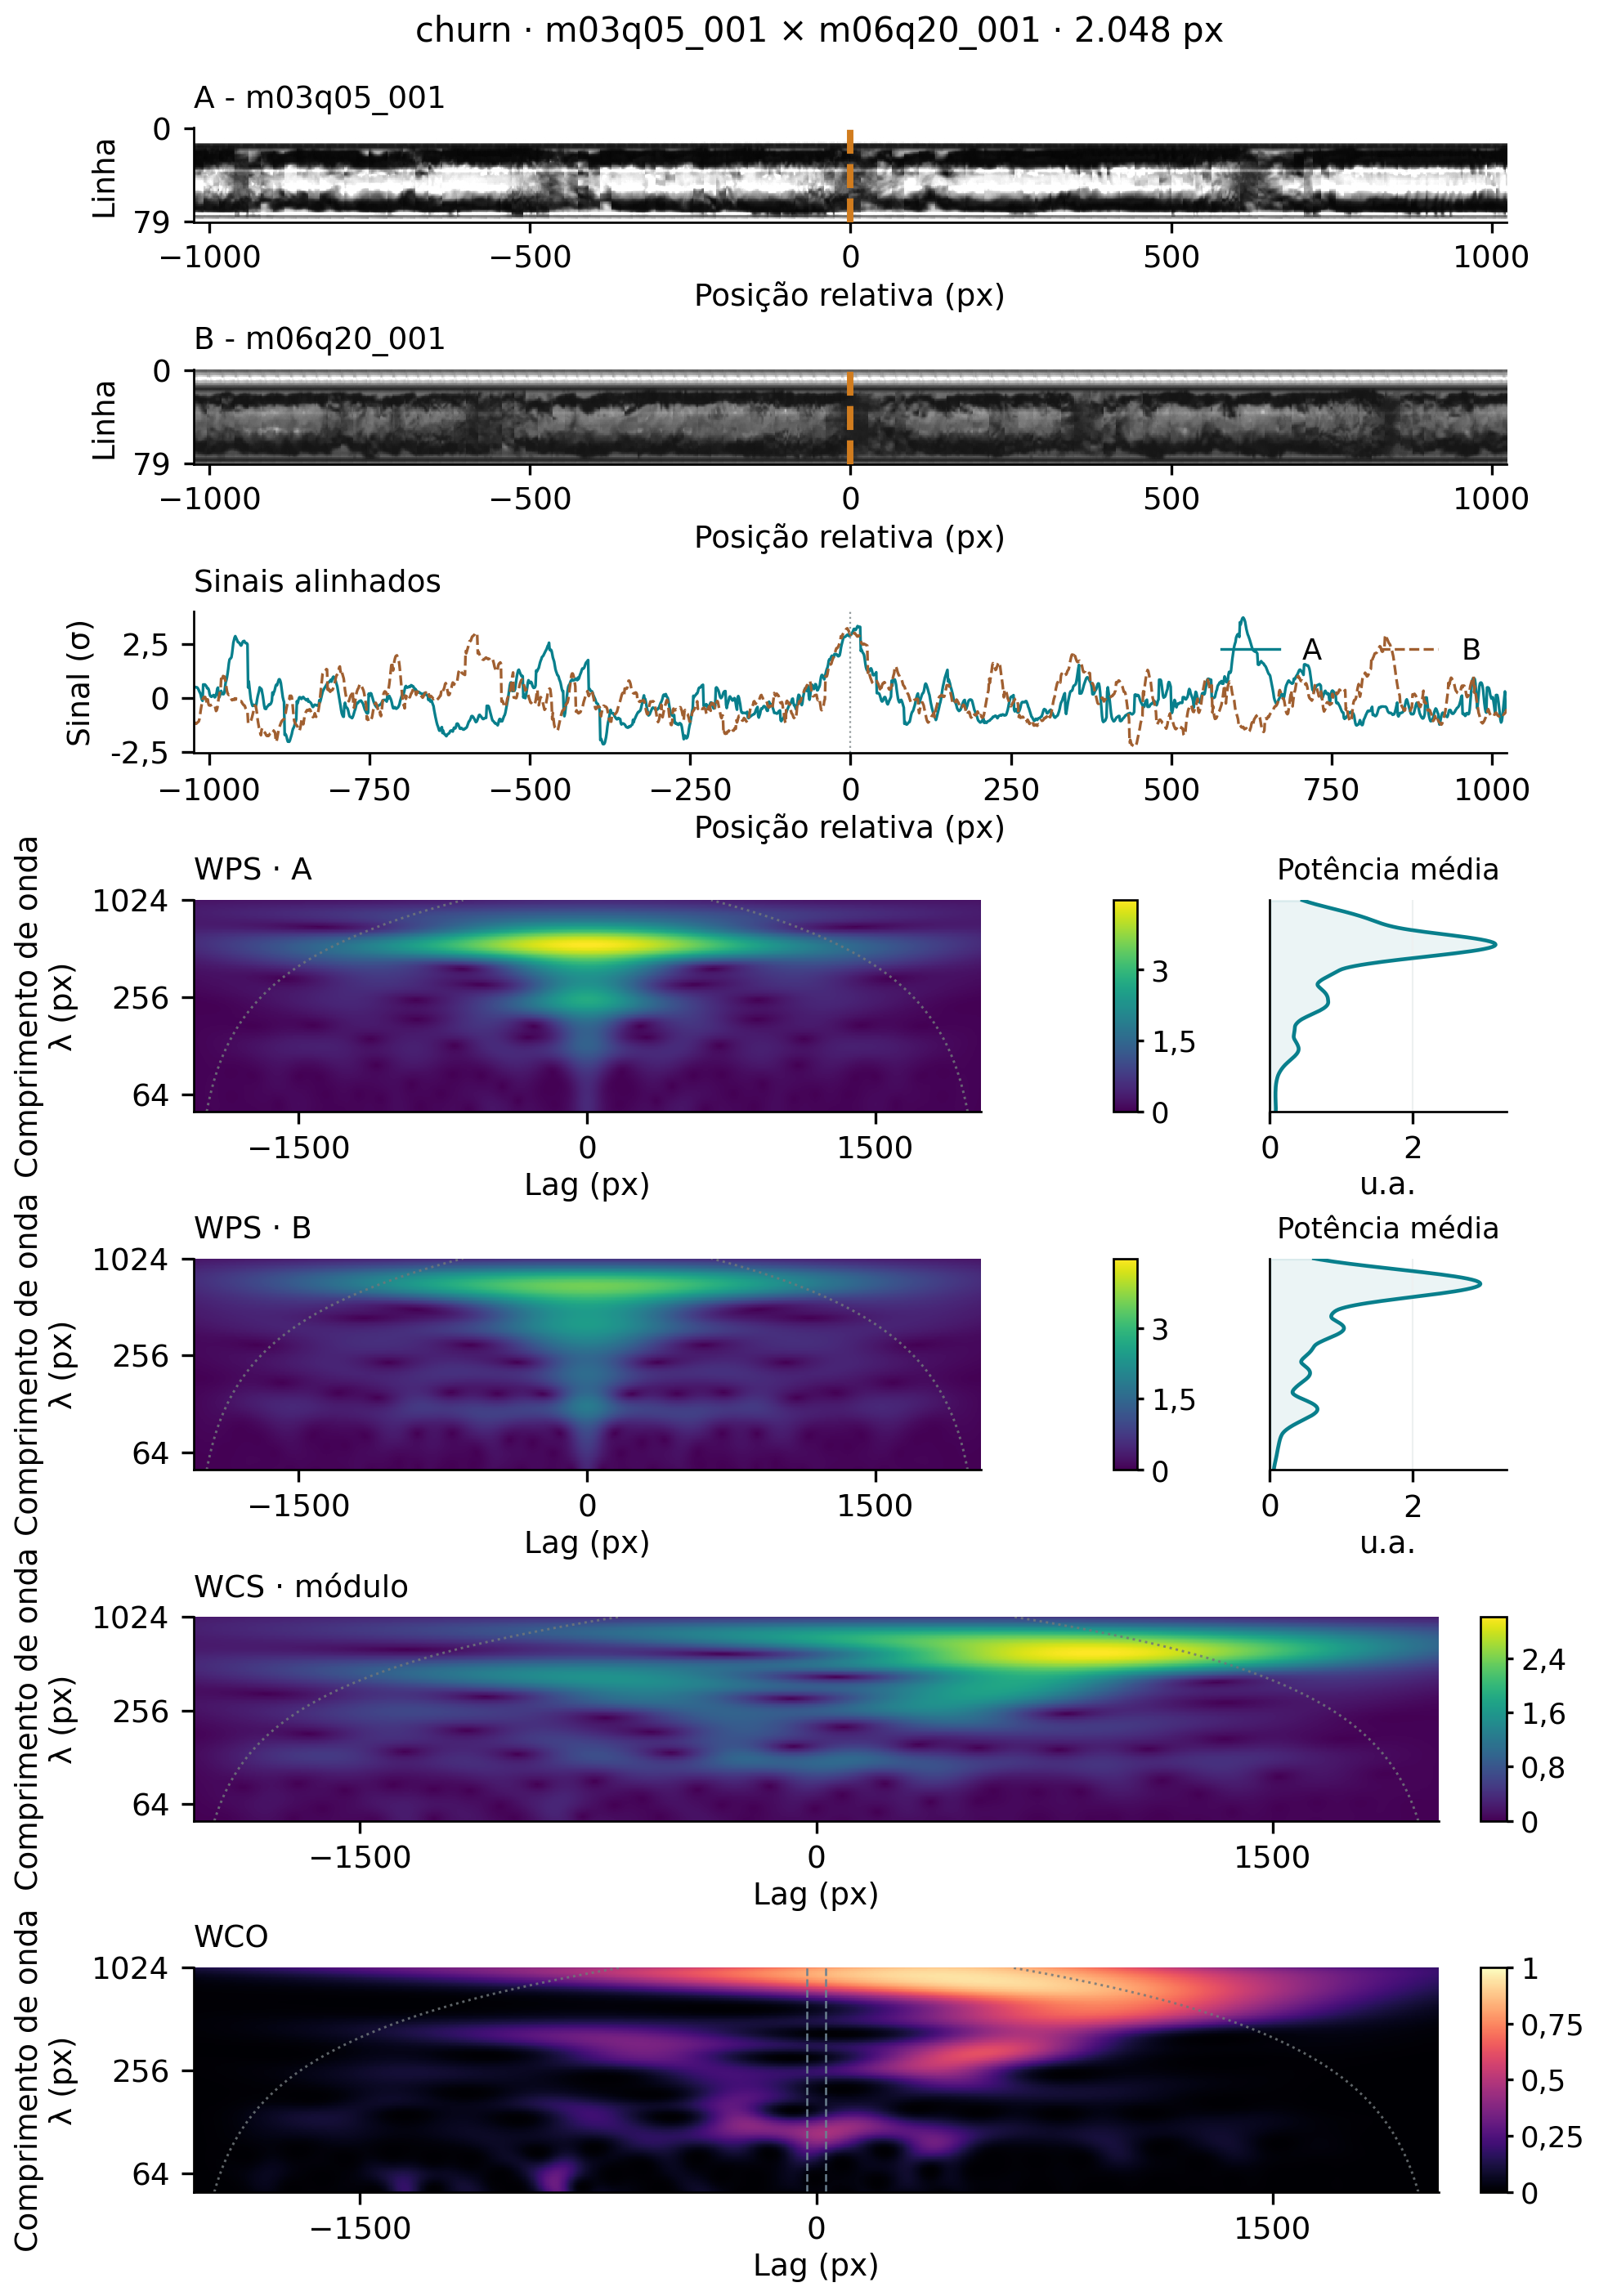 churn · m03q05_001 × m06q20_001 · 2.048 px
A - m03q05_001
Linha
0
79
−1000
−500
0
500
1000
Posição relativa (px)
B - m06q20_001
Linha
0
79
−1000
−500
0
500
1000
Posição relativa (px)
Sinais alinhados
Sinal (σ)
2,5
0
-2,5
A
B
−1000
−750
−500
−250
0
250
500
750
1000
Posição relativa (px)
WPS · A
Comprimento de onda
λ (px)
1024
256
64
−1500
0
1500
Lag (px)
3
1,5
0
Potência média
0
2
u.a.
WPS · B
Comprimento de onda
λ (px)
1024
256
64
−1500
0
1500
Lag (px)
3
1,5
0
Potência média
0
2
u.a.
WCS · módulo
Comprimento de onda
λ (px)
1024
256
64
−1500
0
1500
Lag (px)
2,4
1,6
0,8
0
WCO
Comprimento de onda
λ (px)
1024
256
64
−1500
0
1500
Lag (px)
1
0,75
0,5
0,25
0